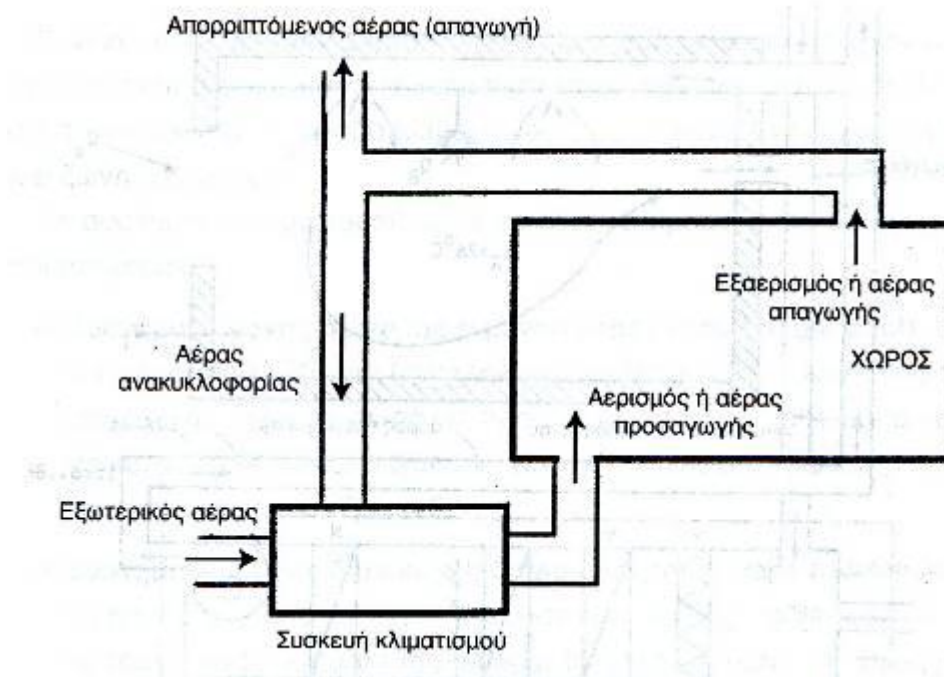 Απορριπτόμενος αέρας (απαγωγή)
Εξαερισμός ή αέρας
απαγωγής
ΧΩΡΟΣ
Αέρας
ανακυκλοφορίας
Αερισμός ή αέρας
προσαγωγής
Εξωτερικός αέρας
Συσκευή κλιματισμού